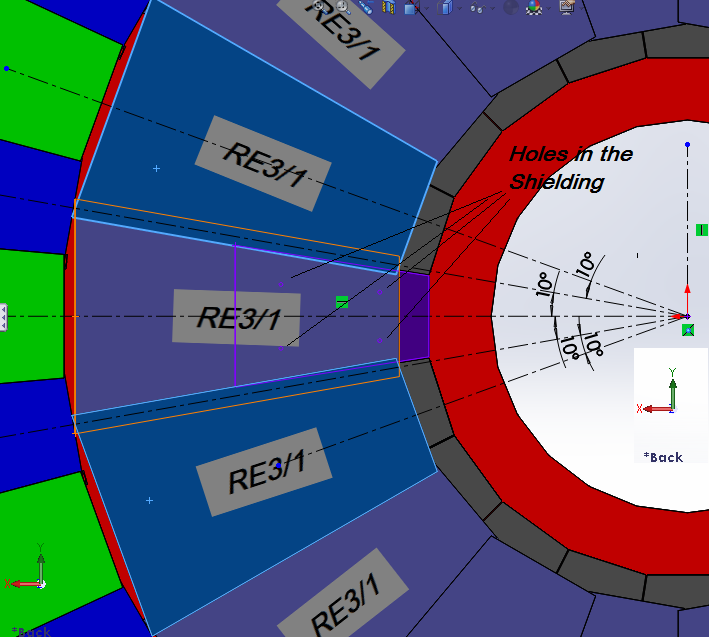 RE3/1
RE3/1
Holes in the
Shielding
10°
10°
RE3/1
10°
10°
Y
X
*Back
RE3/1
Y
X
*Back
RE3/1